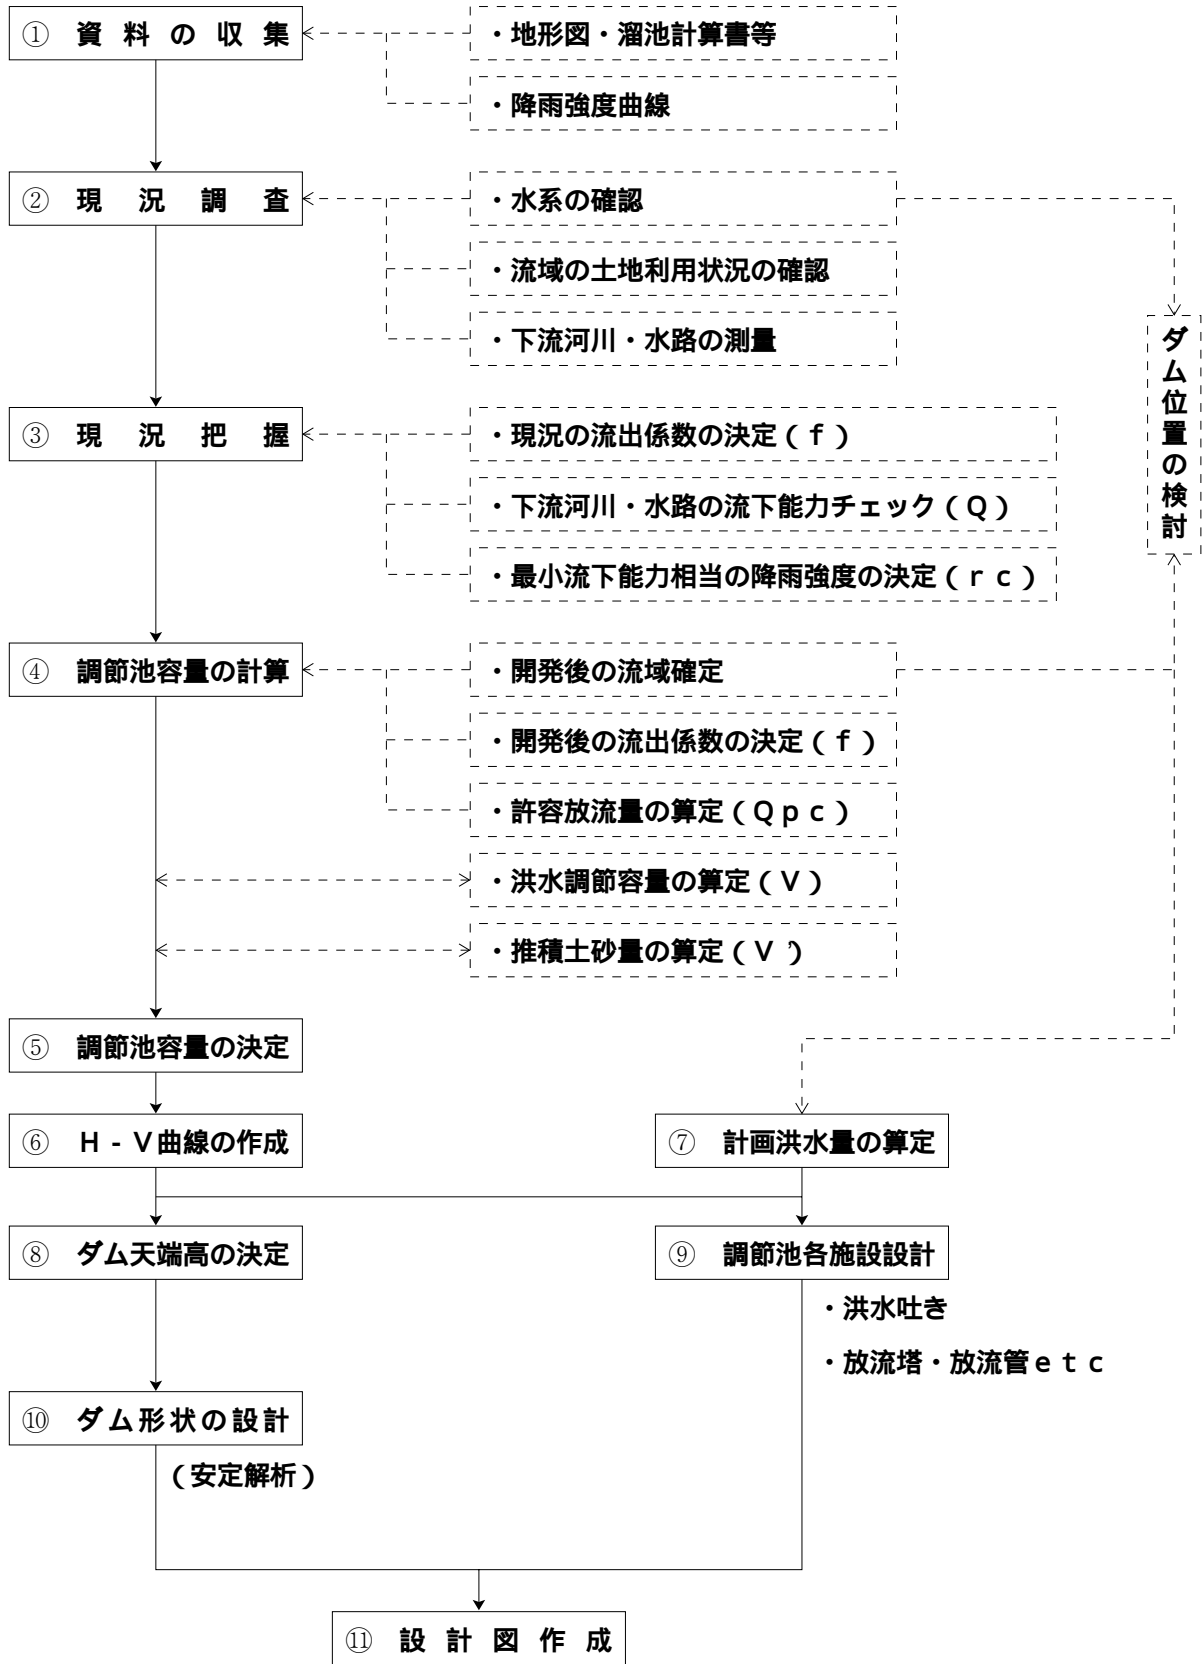 ① 資料の収集
・地形図・溜池計算書等
・降雨強度曲線
② 現況調査
・水系の確認
・流域の土地利用状況の確認
・下流河川・水路の測量
ダム位置の検討
③ 現況把握
・現況の流出係数の決定(f)
・下流河川・水路の流下能力チェック(Q)
・最小流下能力相当の降雨強度の決定(rc)
④ 調節池容量の計算
・開発後の流域確定
・開発後の流出係数の決定(f)
・許容放流量の算定(Qpc)
・洪水調節容量の算定(V)
・推積土砂量の算定(V')
⑤ 調節池容量の決定
⑥ H-V曲線の作成
⑦ 計画洪水量の算定
⑧ ダム天端高の決定
⑨ 調節池各施設設計
・洪水吐き
・放流塔・放流管etc
⑩ ダム形状の設計
(安定解析)
⑪ 設計図作成